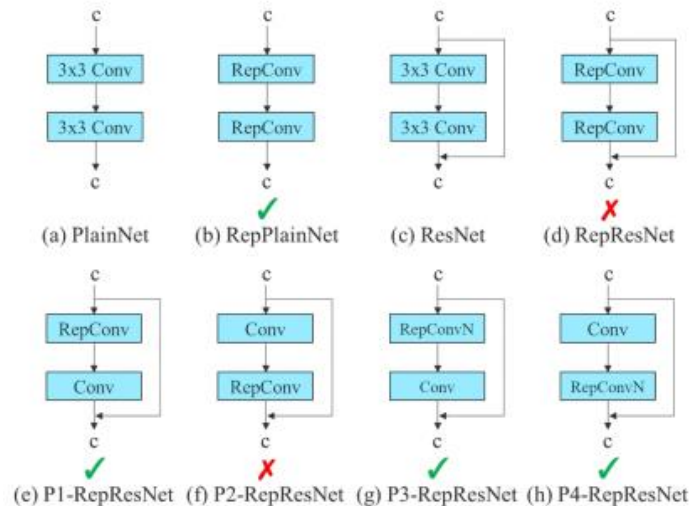 c c c c
3x3 Conv RepConv 3x3 Conv RepConv
3x3 Conv RepConv 3x3 Conv RepConv
c c c c
✓ ✗
(a) PlainNet (b) RepPlainNet (c) ResNet (d) RepResNet
c c c c
RepConv Conv RepConvN Conv
Conv RepConv Conv RepConvN
c c c c
✓ ✗ ✓ ✓
(e) P1-RepResNet (f) P2-RepResNet (g) P3-RepResNet (h) P4-RepResNet